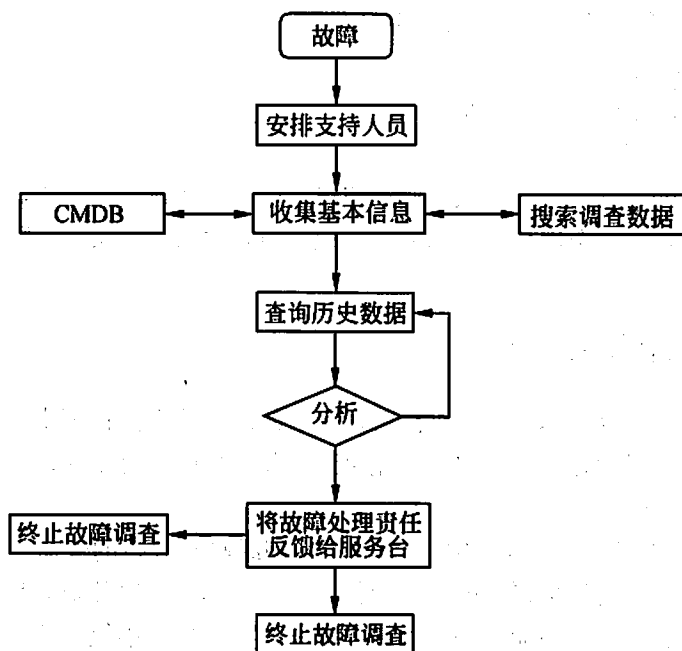 故障
安排支持人员
CMDB
收集基本信息
搜索调查数据
查询历史数据
分析
终止故障调查
将故障处理责任
反馈给服务台
终止故障调查